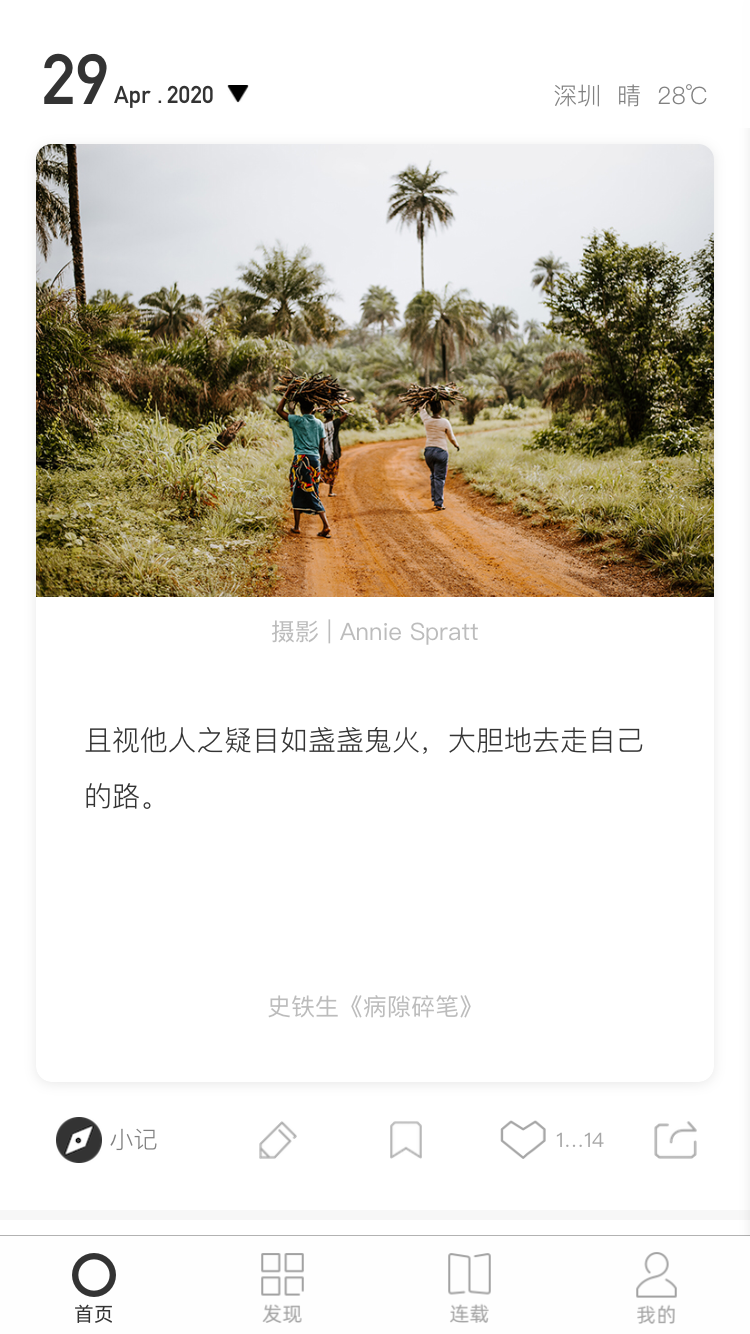 29 Apr . 2020 ▼ 深圳 晴 28℃
摄影 | Annie Spratt
且视他人之疑目如盏盏鬼火，大胆地去走自己
的路。
史铁生《病隙碎笔》
小记 1...14
首页 发现 连载 我的